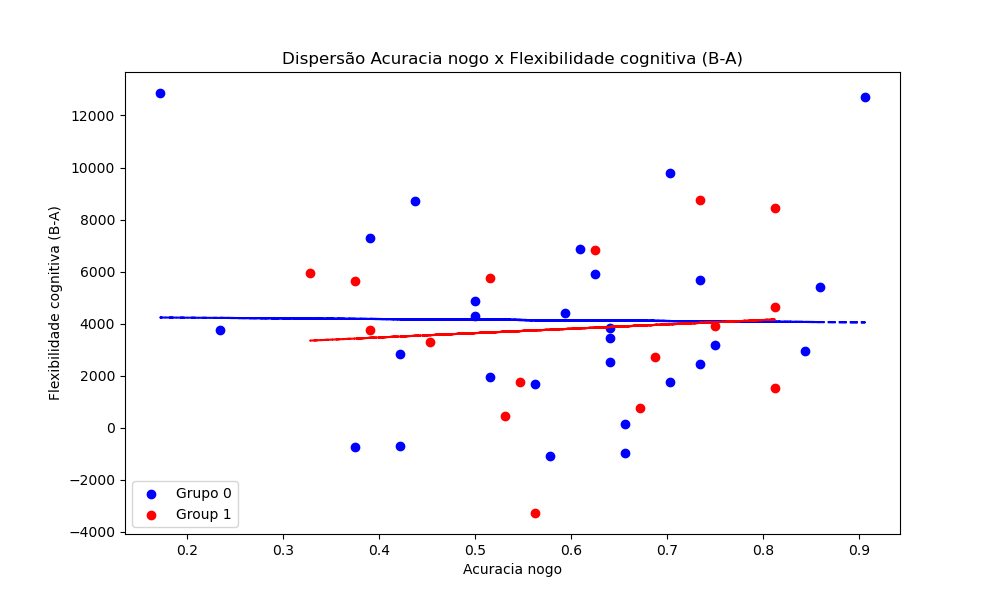 Dispersão Acuracia nogo x Flexibilidade cognitiva (B-A)
Flexibilidade cognitiva (B-A)
12000
10000
8000
6000
4000
2000
0
−2000
−4000
Grupo 0
Group 1
0.2 0.3 0.4 0.5 0.6 0.7 0.8 0.9
Acuracia nogo